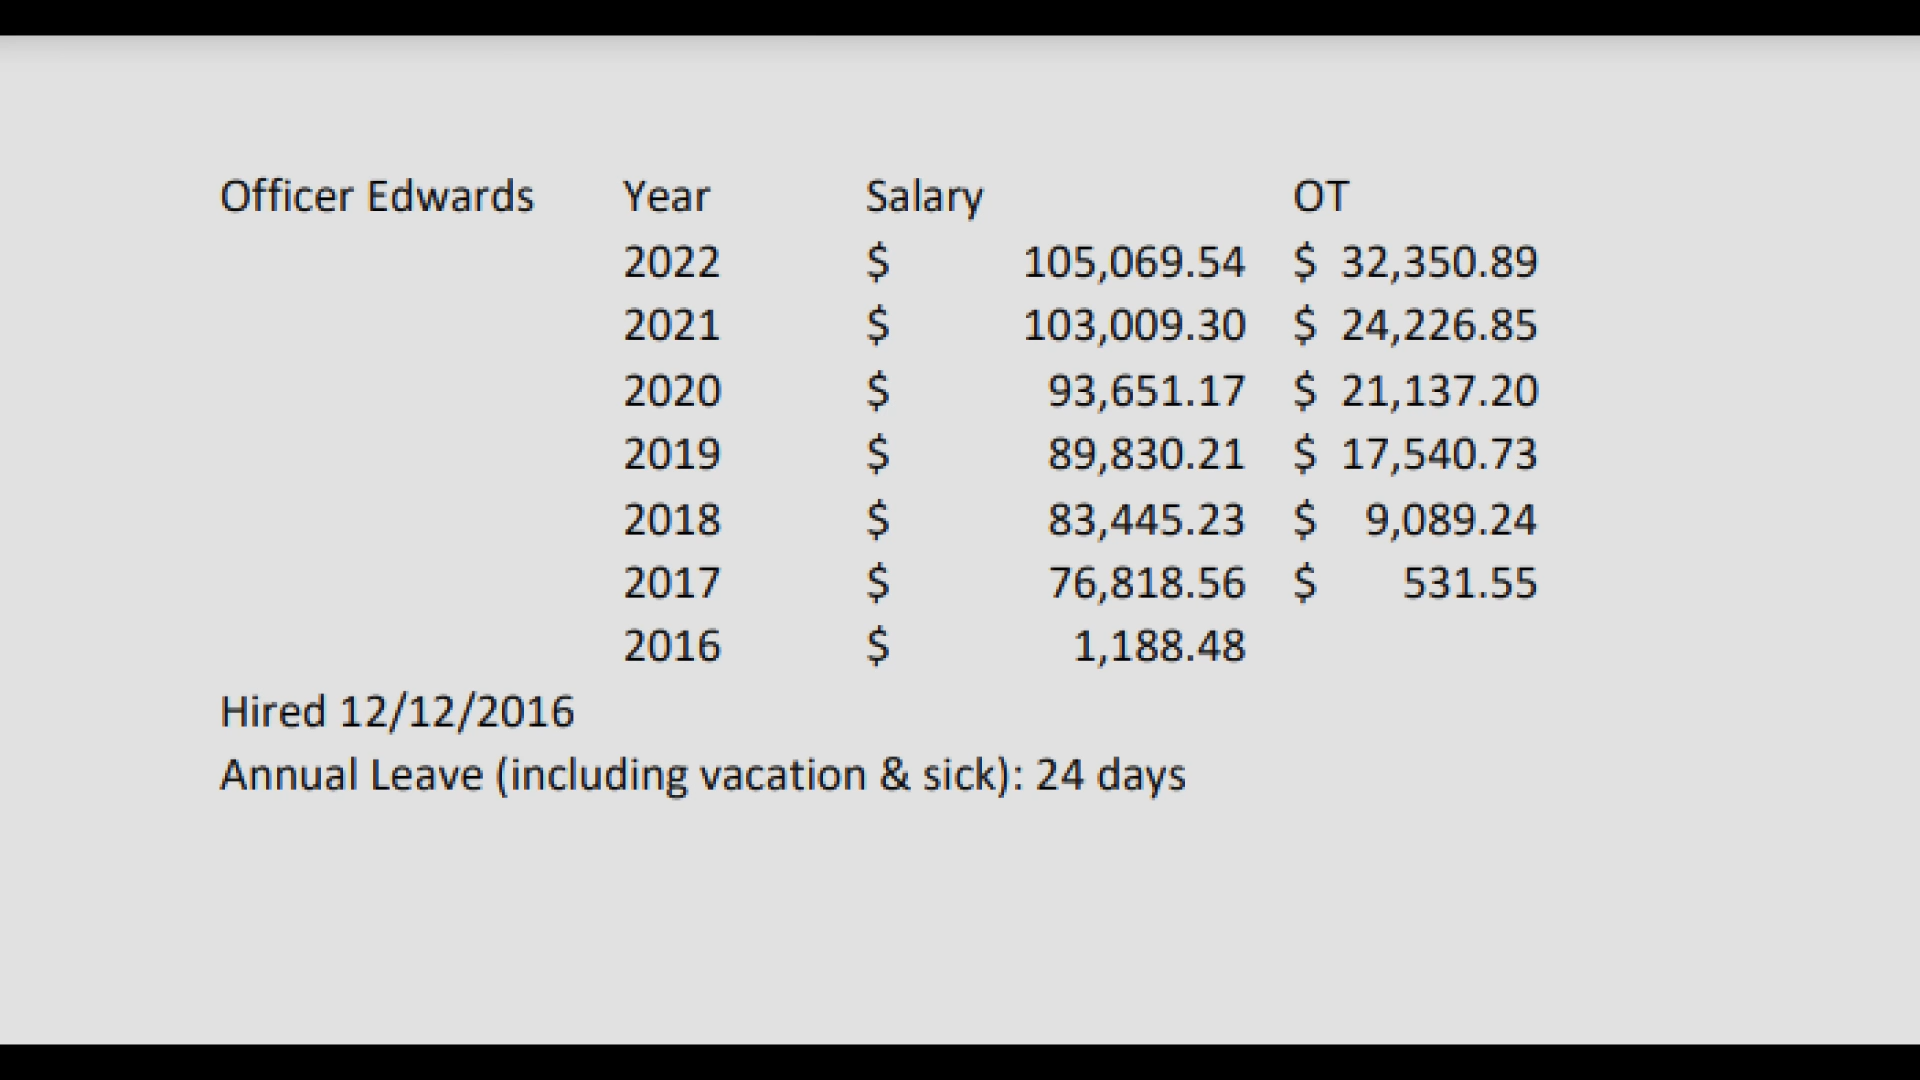 Officer Edwards Year Salary OT
2022 $ 105,069.54 $ 32,350.89
2021 $ 103,009.30 $ 24,226.85
2020 $ 93,651.17 $ 21,137.20
2019 $ 89,830.21 $ 17,540.73
2018 $ 83,445.23 $ 9,089.24
2017 $ 76,818.56 $ 531.55
2016 $ 1,188.48
Hired 12/12/2016
Annual Leave (including vacation & sick): 24 days